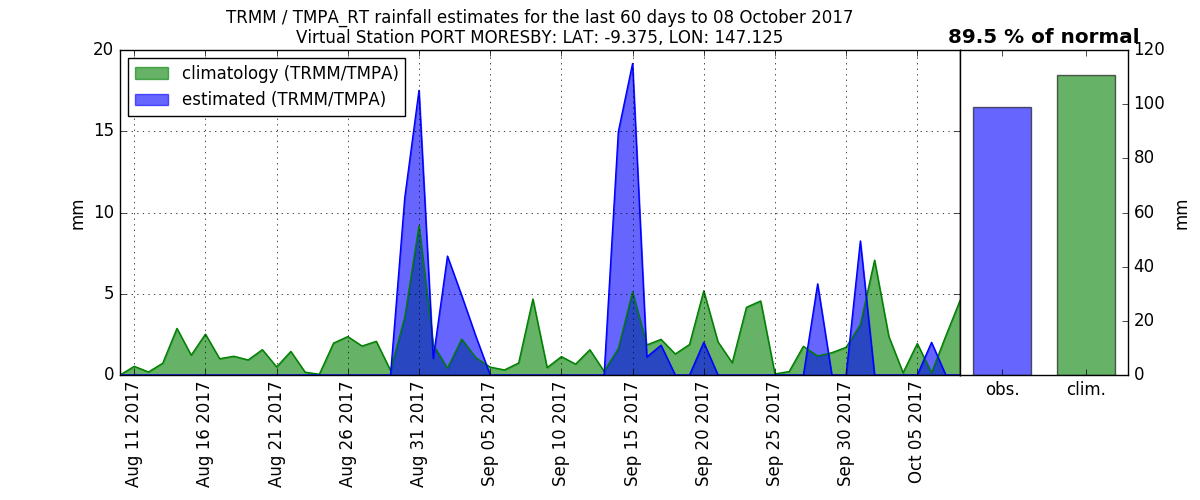 TRMM / TMPA_RT rainfall estimates for the last 60 days to 08 October 2017
Virtual Station PORT MORESBY: LAT: -9.375, LON: 147.125
89.5 % of normal
climatology (TRMM/TMPA)
estimated (TRMM/TMPA)
20
15
10
5
0
mm
120
100
80
60
40
20
0
mm
Aug 11 2017
Aug 16 2017
Aug 21 2017
Aug 26 2017
Aug 31 2017
Sep 05 2017
Sep 10 2017
Sep 15 2017
Sep 20 2017
Sep 25 2017
Sep 30 2017
Oct 05 2017
obs.
clim.